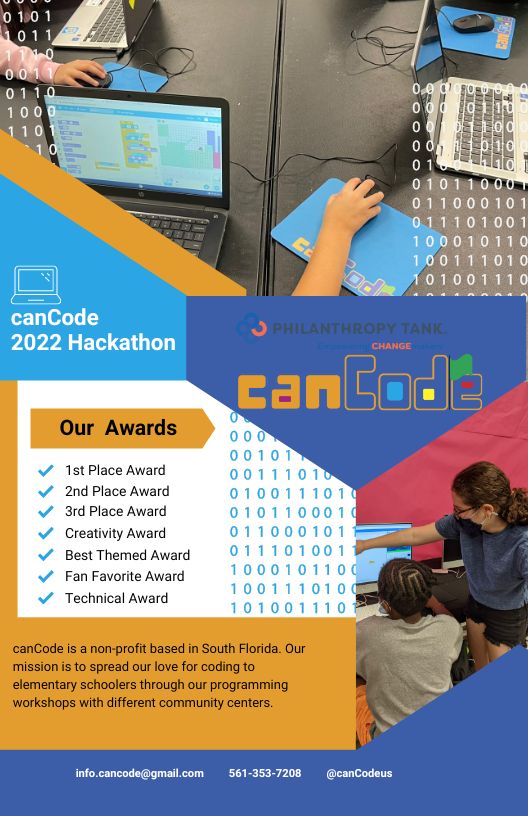 canCode
2022 Hackathon
PHILANTHROPY TANK.
Empowering CHANGEmakers
canCode
Our Awards
1st Place Award
2nd Place Award
3rd Place Award
Creativity Award
Best Themed Award
Fan Favorite Award
Technical Award
canCode is a non-profit based in South Florida. Our
mission is to spread our love for coding to
elementary schoolers through our programming
workshops with different community centers.
info.cancode@gmail.com 561-353-7208 @canCodeus